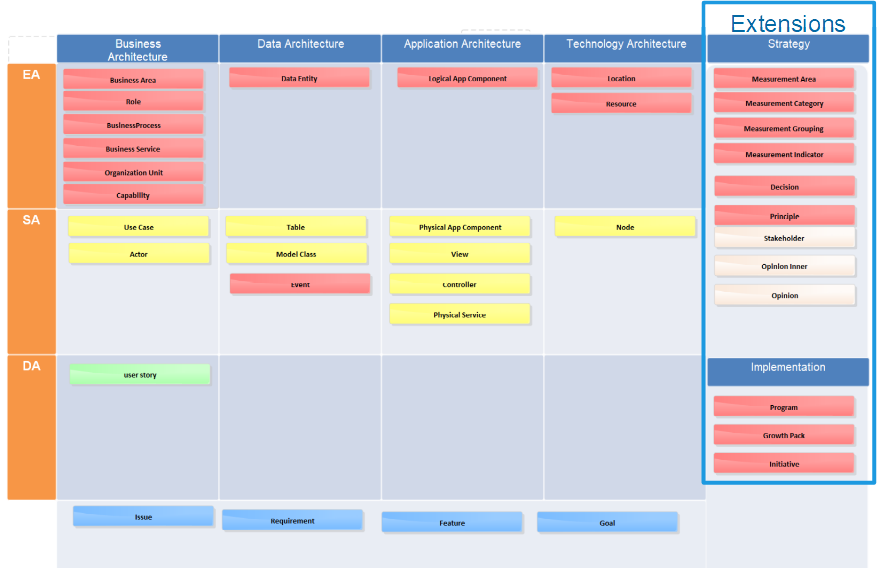 Extensions
Business
Architecture
Data Architecture
Application Architecture
Technology Architecture
Strategy
EA
Business Area
Role
BusinessProcess
Business Service
Organization Unit
Capability
Data Entity
Logical App Component
Location
Resource
Measurement Area
Measurement Category
Measurement Grouping
Measurement Indicator
Decision
Principle
Stakeholder
Opinion Inner
Opinion
SA
Use Case
Actor
Table
Model Class
Event
Physical App Component
View
Controller
Physical Service
Node
DA
user story
Implementation
Program
Growth Pack
Initiative
Issue
Requirement
Feature
Goal